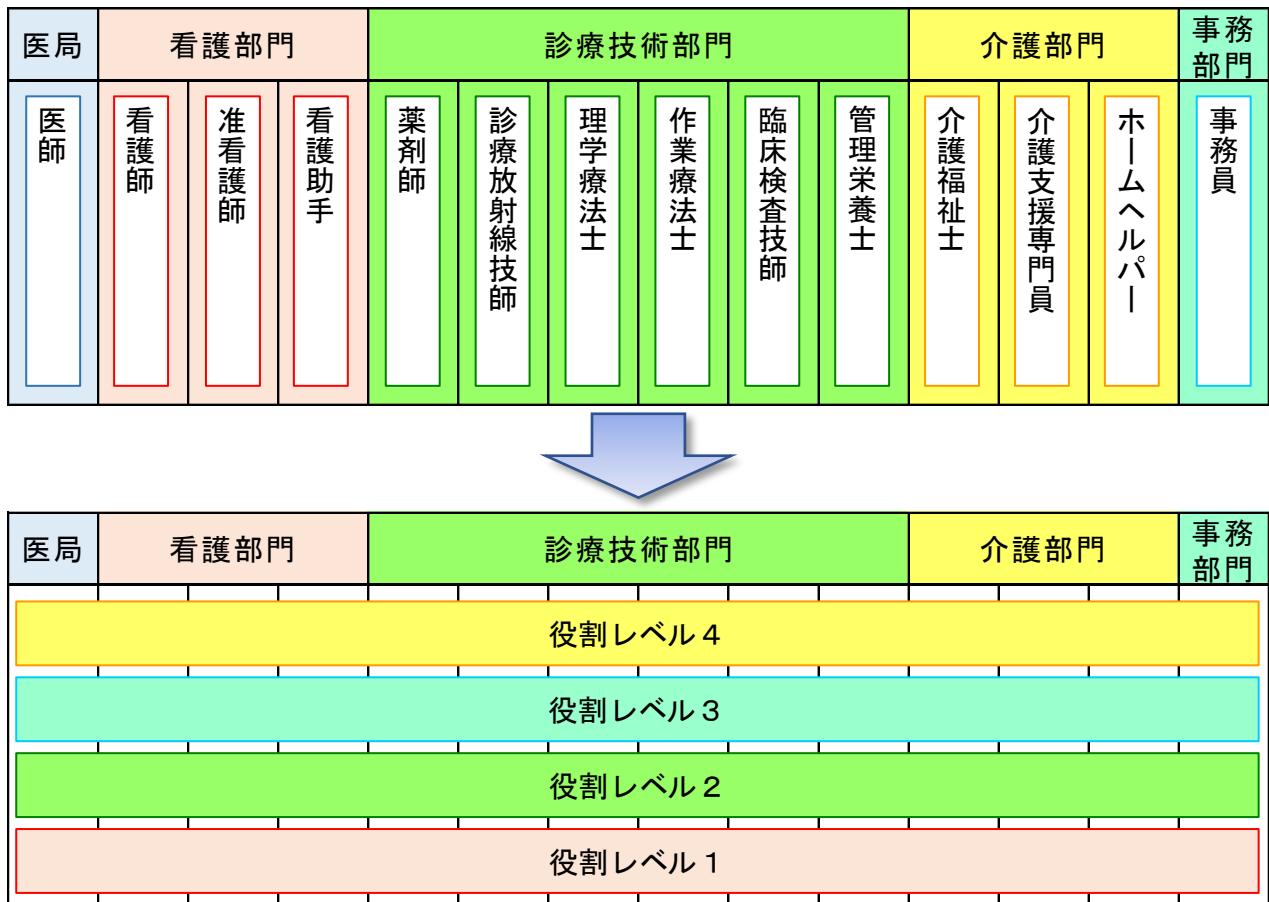 医局
看護部門
診療技術部門
介護部門
事務
部門
医師
看護師
准看護師
看護助手
薬剤師
診療放射線技師
理学療法士
作業療法士
臨床検査技師
管理栄養士
介護福祉士
介護支援専門員
ホームヘルパー
事務員
医局
看護部門
診療技術部門
介護部門
事務
部門
役割レベル４
役割レベル３
役割レベル２
役割レベル１